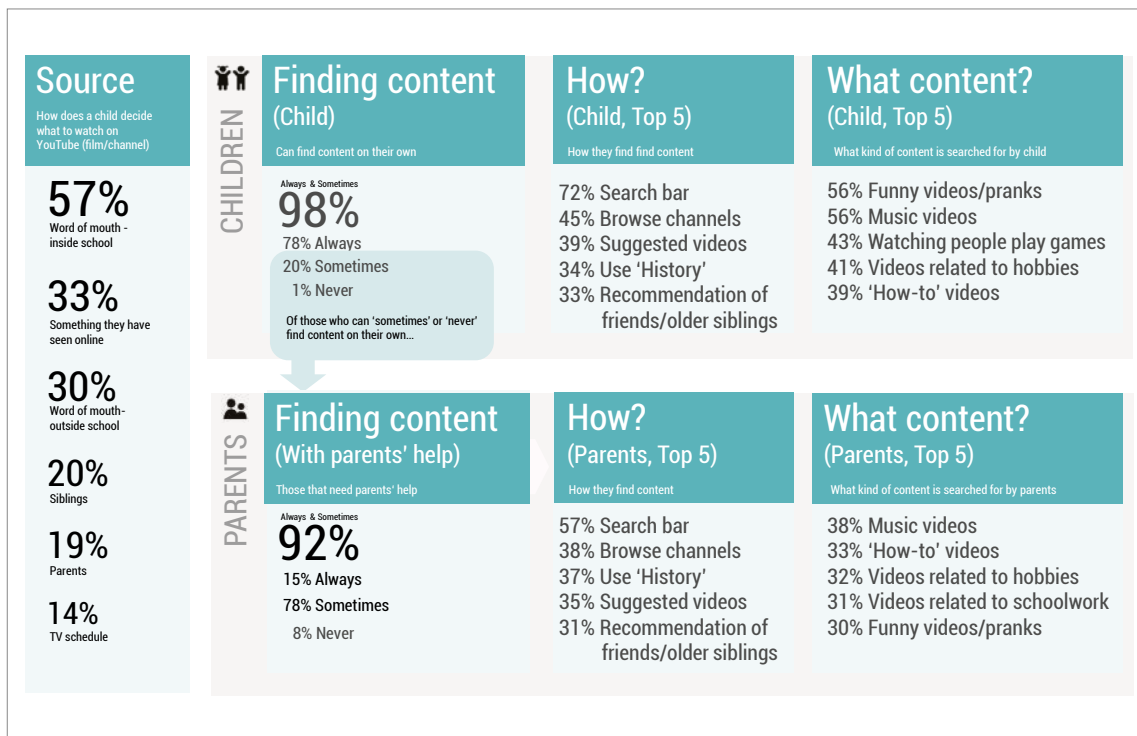 Source
How does a child decide
what to watch on
YouTube (film/channel)
57%
Word of mouth -
inside school
33%
Something they have
seen online
30%
Word of mouth-
outside school
20%
Siblings
19%
Parents
14%
TV schedule
CHILDREN
Finding content
(Child)
Can find content on their own
Always & Sometimes
98%
78% Always
20% Sometimes
1% Never
Of those who can ‘sometimes’ or ‘never’
find content on their own...
How?
(Child, Top 5)
How they find find content
72% Search bar
45% Browse channels
39% Suggested videos
34% Use ‘History’
33% Recommendation of
friends/older siblings
What content?
(Child, Top 5)
What kind of content is searched for by child
56% Funny videos/pranks
56% Music videos
43% Watching people play games
41% Videos related to hobbies
39% ‘How-to’ videos
PARENTS
Finding content
(With parents’ help)
Those that need parents’ help
Always & Sometimes
92%
15% Always
78% Sometimes
8% Never
How?
(Parents, Top 5)
How they find content
57% Search bar
38% Browse channels
37% Use ‘History’
35% Suggested videos
31% Recommendation of
friends/older siblings
What content?
(Parents, Top 5)
What kind of content is searched for by parents
38% Music videos
33% ‘How-to’ videos
32% Videos related to hobbies
31% Videos related to schoolwork
30% Funny videos/pranks